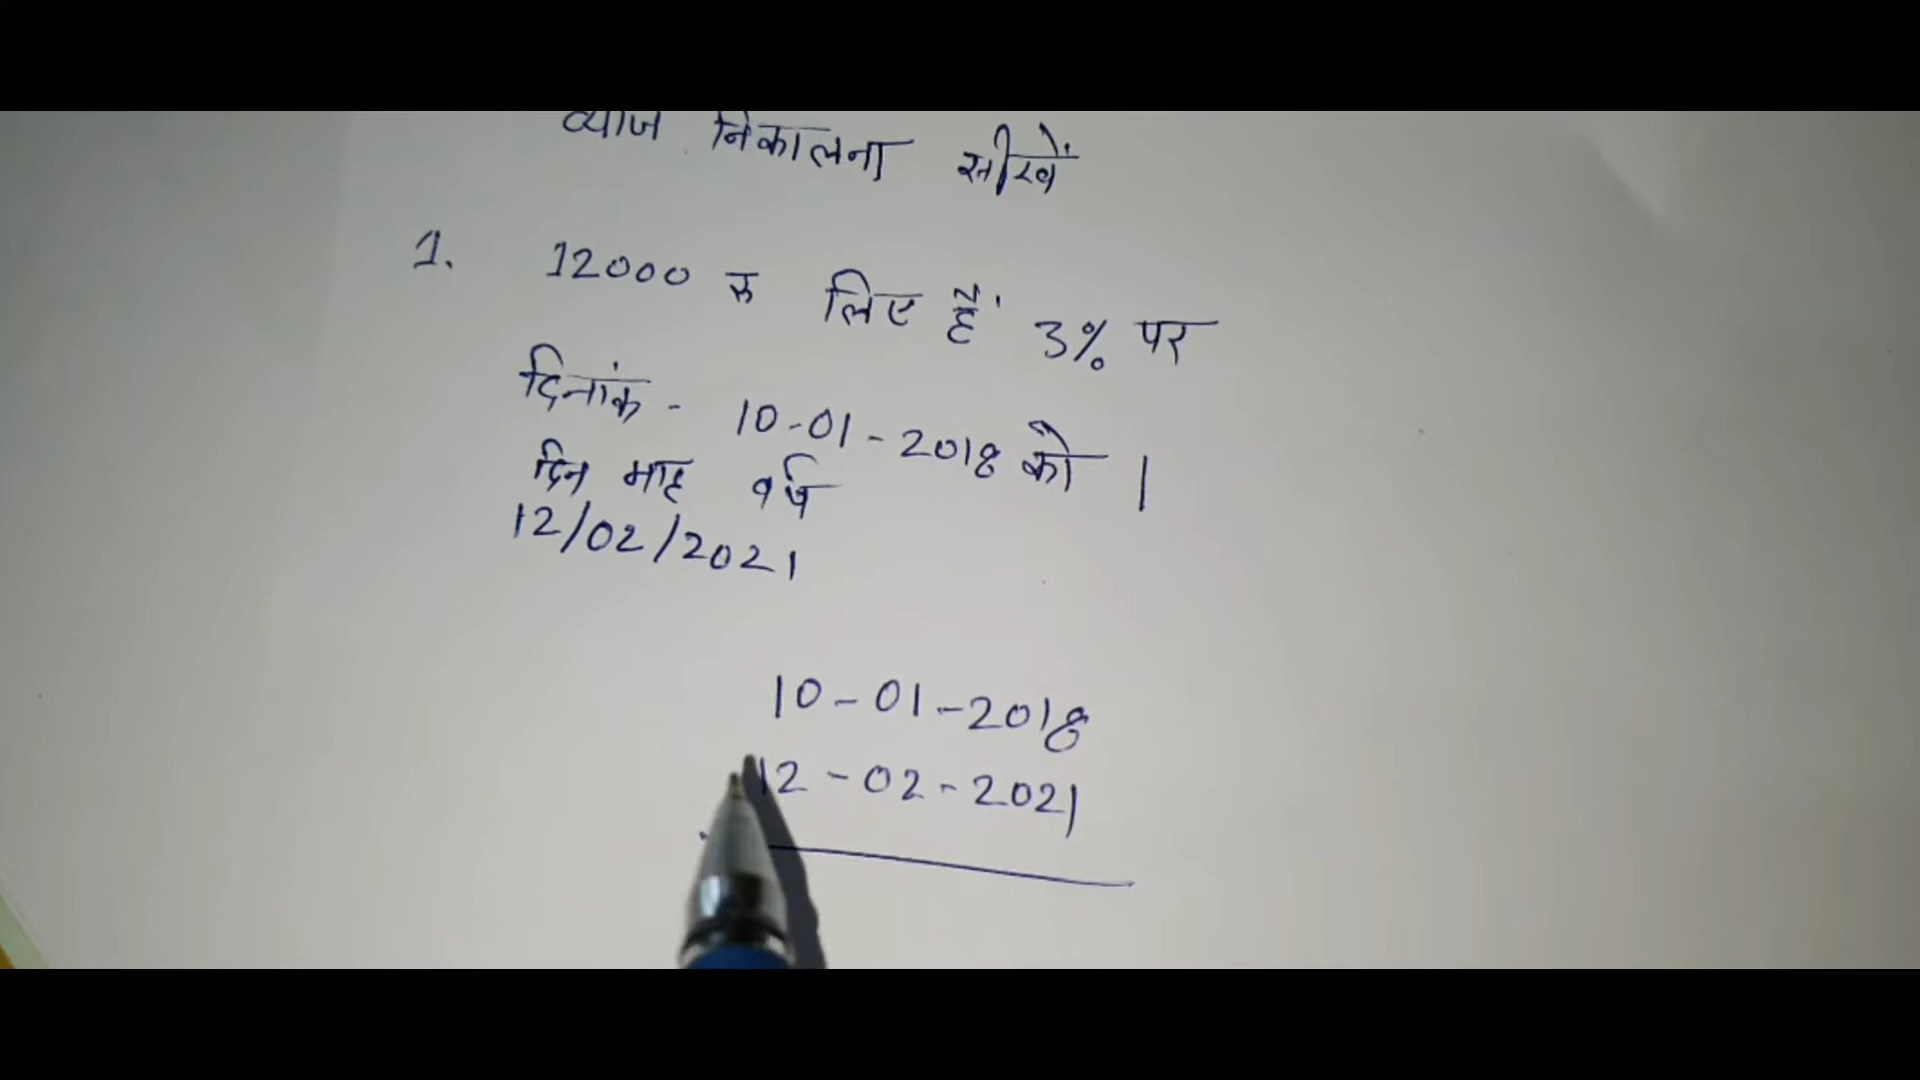 ब्याज निकालना सीखें
1. 12000 रु लिए है 3% पर
दिनांक - 10-01-2018 को ।
दिन माह वर्ष
12/02/2021
10-01-2018
12-02-2021